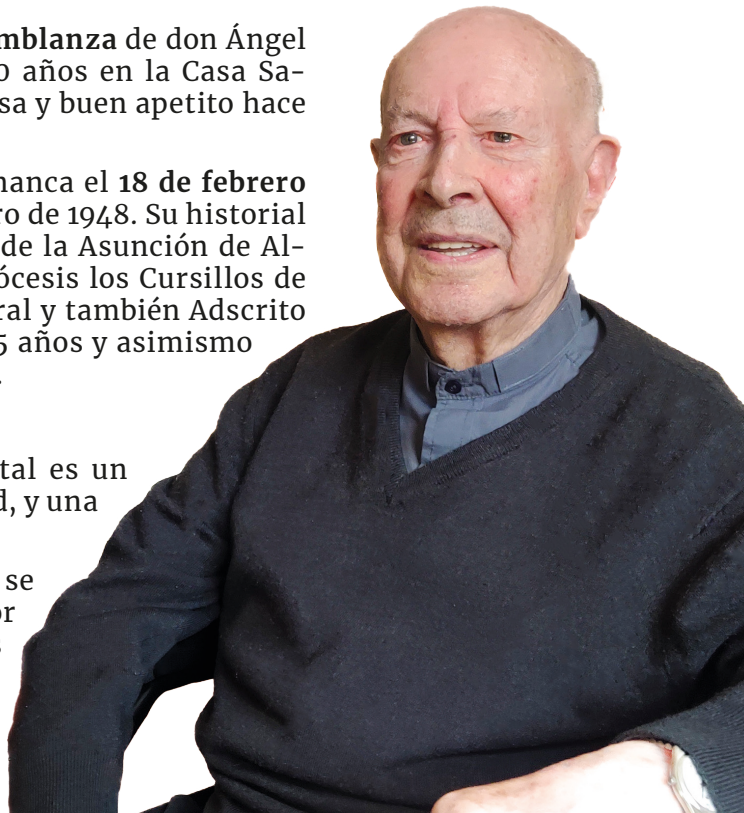 mblanza de don Ángel
0 años en la Casa Sa-
sa y buen apetito hace
manca el 18 de febrero
ro de 1948. Su historial
de la Asunción de Al-
ócesis los Cursillos de
ral y también Adscrito
5 años y asimismo
.
tal es un
d, y una
se
or
s